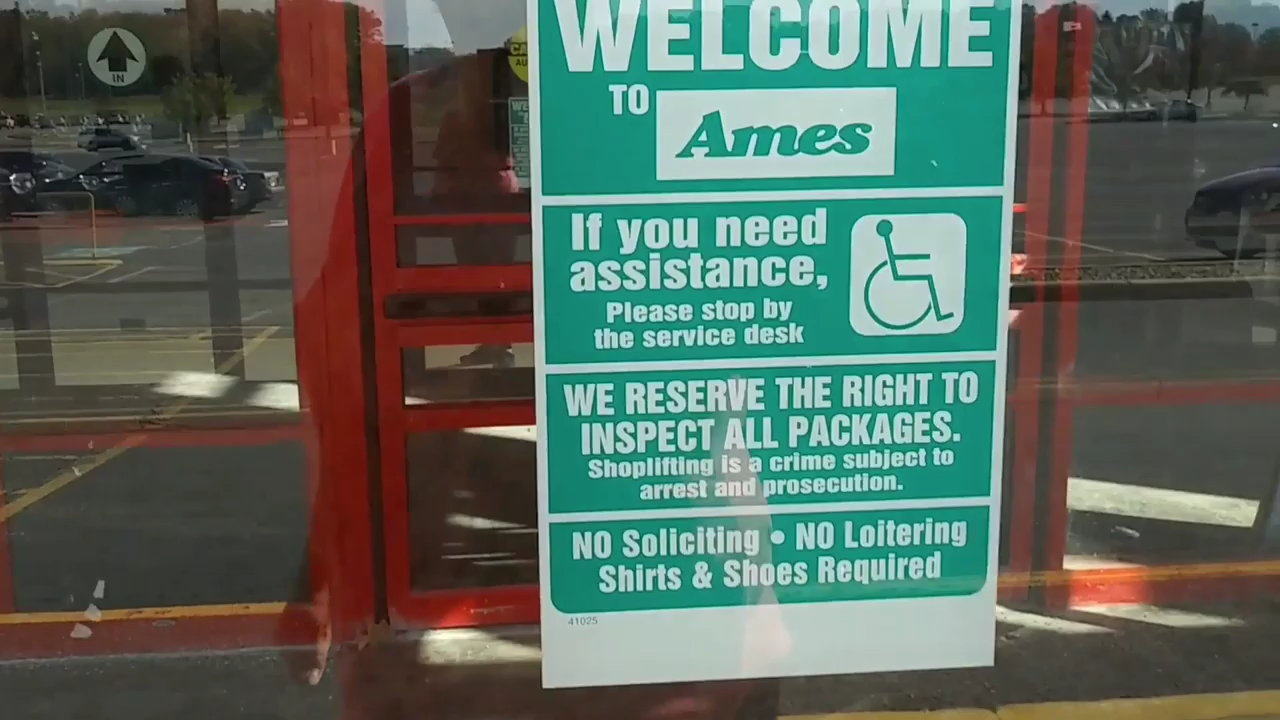 IN
WELCOME
TO
Ames
If you need
assistance,
Please stop by
the service desk
WE RESERVE THE RIGHT TO
INSPECT ALL PACKAGES.
Shoplifting is a crime subject to
arrest and prosecution.
NO Soliciting • NO Loitering
Shirts & Shoes Required
41025